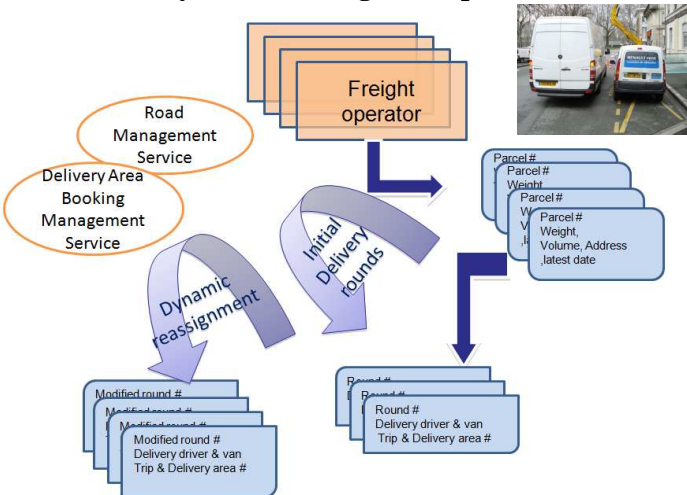 Freight
operator
Road
Management
Service
Delivery Area
Booking
Management
Service
Parcel #
Parcel #
Weight
Parcel #
Parcel #
Weight,
Volume, Address
,latest date
Initial
Delivery
rounds
Dynamic
reassignment
Modified round #
Modified round #
Modified round #
Modified round #
Delivery driver & van
Trip & Delivery area #
Round #
Round #
Round #
Delivery driver & van
Trip & Delivery area #